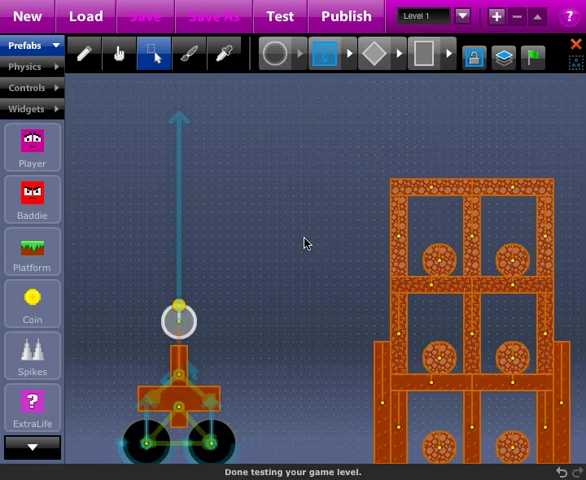 New Load Save Save As Test Publish Level 1 + − ?
Prefabs
Physics
Controls
Widgets
Player
Baddie
Platform
Coin
Spikes
?
ExtraLife
Done testing your game level.